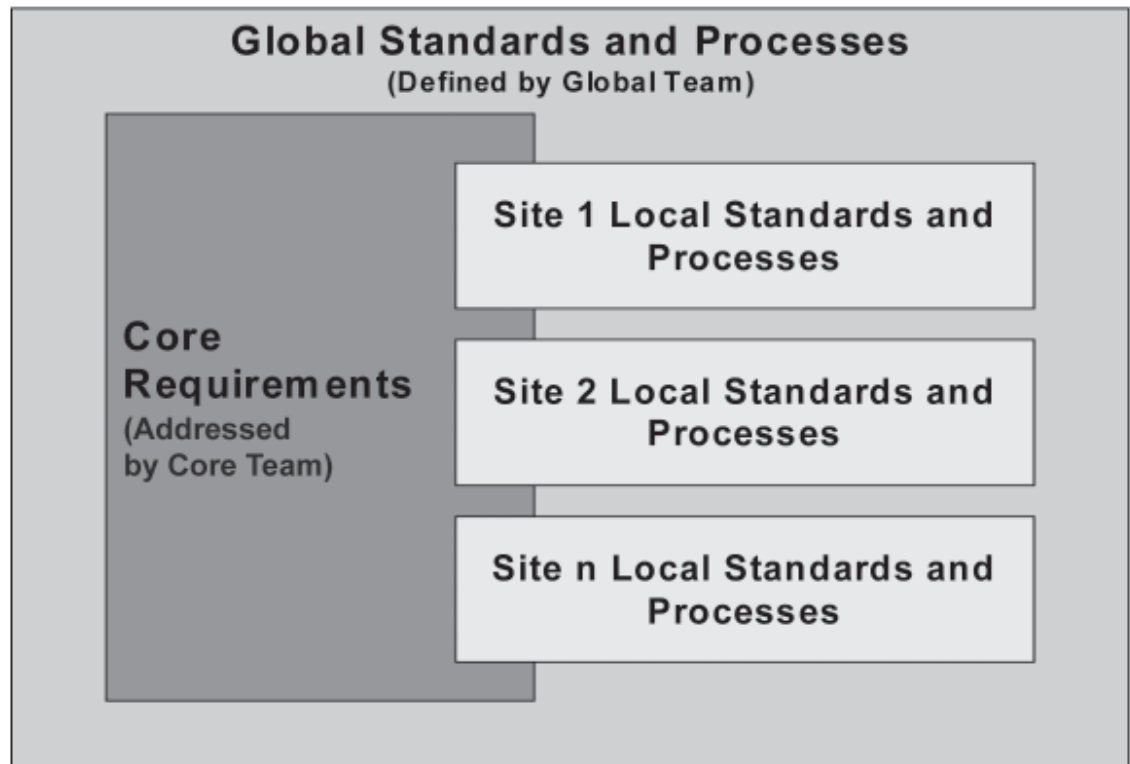 Global Standards and Processes
(Defined by Global Team)
Site 1 Local Standards and
Processes
Core
Requirements
(Addressed
by Core Team)
Site 2 Local Standards and
Processes
Site n Local Standards and
Processes